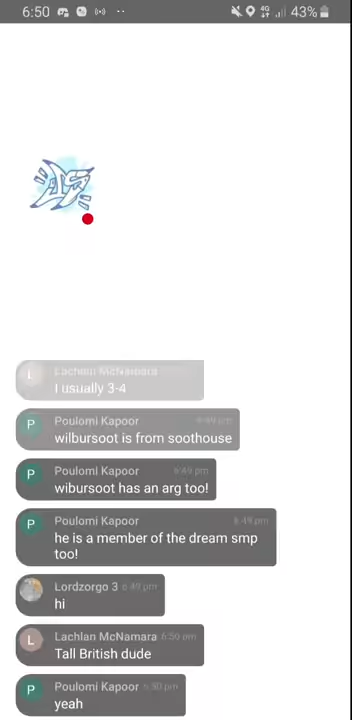 6:50
4G
43%
L
Lachlan McNamara
I usually 3-4
P
Poulomi Kapoor 6:49 pm
wilbursoot is from soothouse
P
Poulomi Kapoor 6:49 pm
wibursoot has an arg too!
P
Poulomi Kapoor 6:49 pm
he is a member of the dream smp
too!
Lordzorgo 3 6:49 pm
hi
L
Lachlan McNamara 6:50 pm
Tall British dude
P
Poulomi Kapoor 6:50 pm
yeah